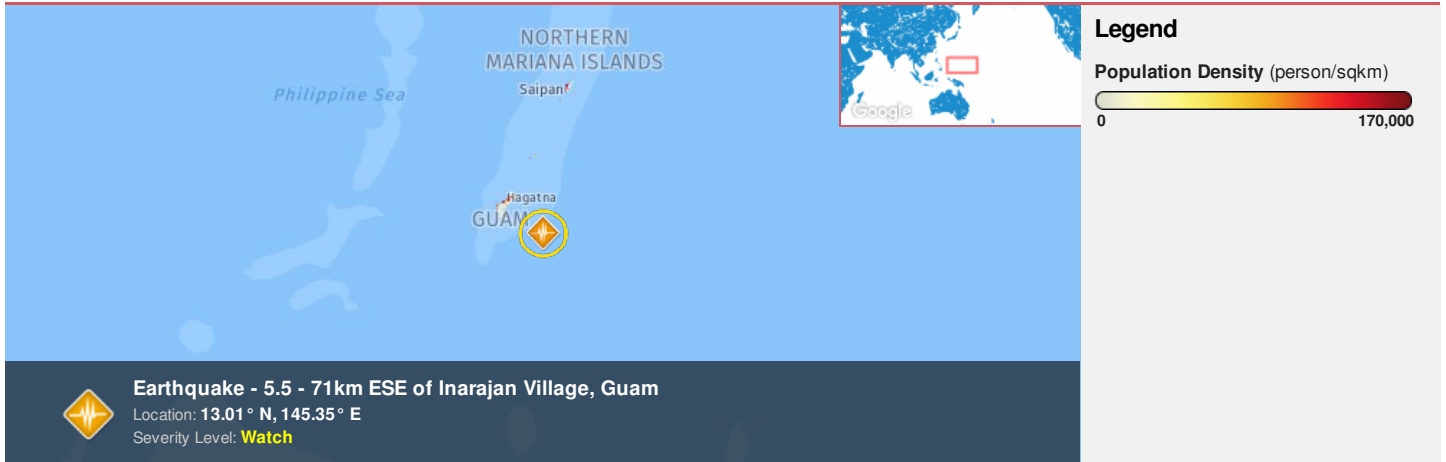 NORTHERN
MARIANA ISLANDS
Saipan
Philippine Sea
Hagatna
GUAM
Google
Legend
Population Density (person/sqkm)
0 170,000
Earthquake - 5.5 - 71km ESE of Inarajan Village, Guam
Location: 13.01° N, 145.35° E
Severity Level: Watch